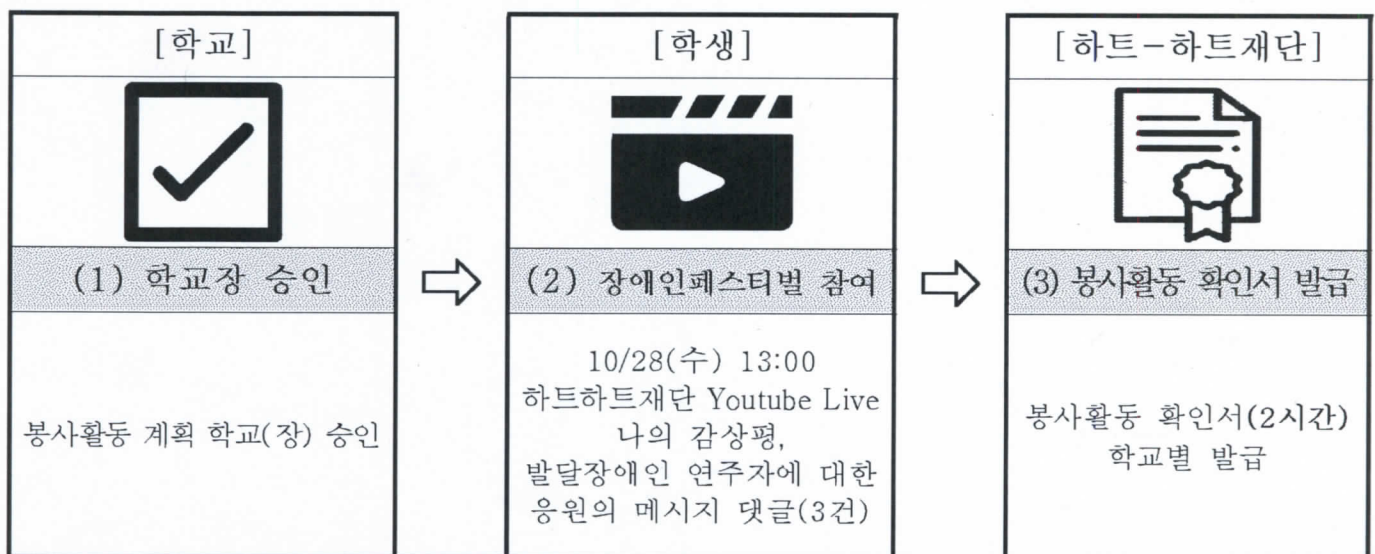 [학교]
(1) 학교장 승인
봉사활동 계획 학교(장) 승인
[학생]
(2) 장애인페스티벌 참여
10/28(수) 13:00
하트하트재단 Youtube Live
나의 감상평,
발달장애인 연주자에 대한
응원의 메시지 댓글(3건)
[하트-하트재단]
(3) 봉사활동 확인서 발급
봉사활동 확인서(2시간)
학교별 발급